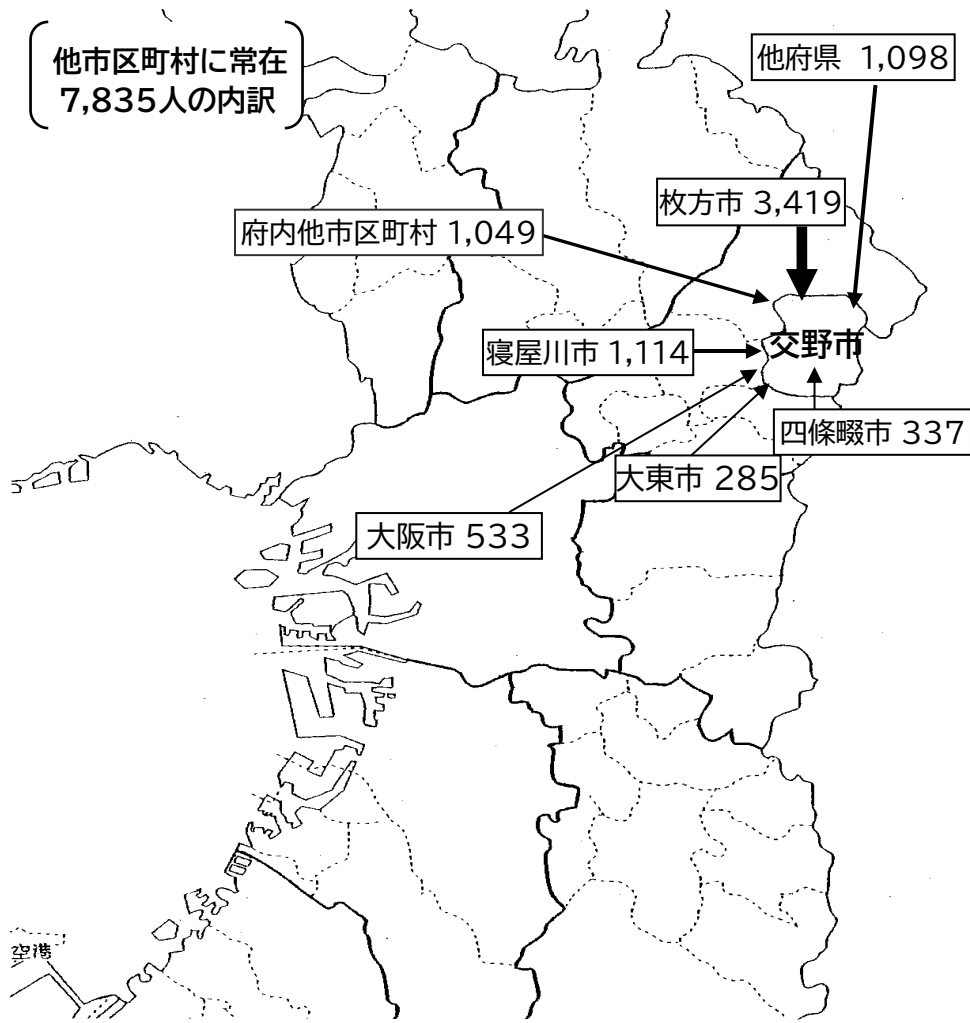 他市区町村に常在
7,835人の内訳
他府県 1,098
枚方市 3,419
府内他市区町村 1,049
交野市
寝屋川市 1,114
四條畷市 337
大東市 285
大阪市 533
空港